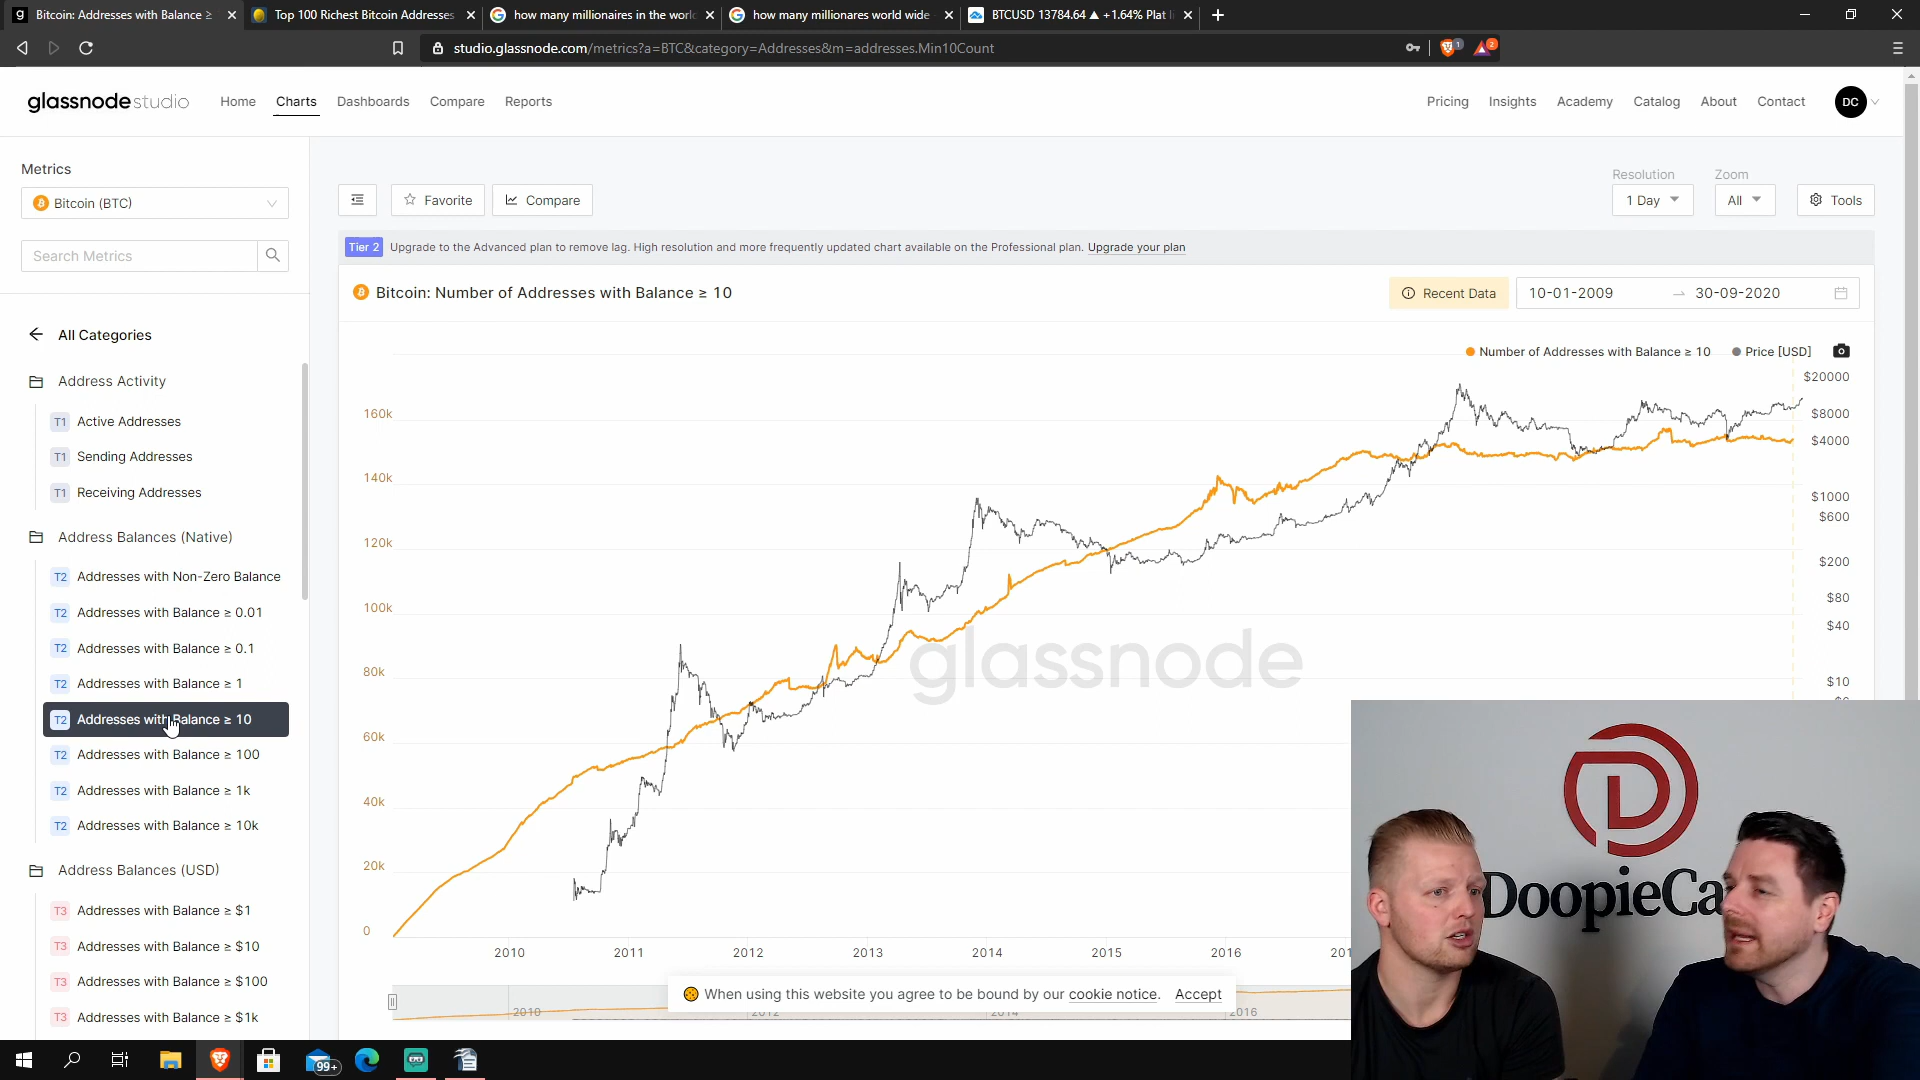 Bitcoin: Addresses with Balance ≥
Top 100 Richest Bitcoin Addresses
how many millionaires in the worl
how many millionares world wide
BTCUSD 13784.64 ▲ +1.64% Plat li
studio.glassnode.com/metrics?a=BTC&category=Addresses&m=addresses.Min10Count
1
2
glassnode studio
Home
Charts
Dashboards
Compare
Reports
Pricing
Insights
Academy
Catalog
About
Contact
DC
Metrics
Bitcoin (BTC)
Search Metrics
Favorite
Compare
Resolution
1 Day
Zoom
All
Tools
Tier 2 Upgrade to the Advanced plan to remove lag. High resolution and more frequently updated chart available on the Professional plan. Upgrade your plan
Bitcoin: Number of Addresses with Balance ≥ 10
Recent Data
10-01-2009 → 30-09-2020
All Categories
Address Activity
T1 Active Addresses
T1 Sending Addresses
T1 Receiving Addresses
Address Balances (Native)
T2 Addresses with Non-Zero Balance
T2 Addresses with Balance ≥ 0.01
T2 Addresses with Balance ≥ 0.1
T2 Addresses with Balance ≥ 1
T2 Addresses with Balance ≥ 10
T2 Addresses with Balance ≥ 100
T2 Addresses with Balance ≥ 1k
T2 Addresses with Balance ≥ 10k
Address Balances (USD)
T3 Addresses with Balance ≥ $1
T3 Addresses with Balance ≥ $10
T3 Addresses with Balance ≥ $100
T3 Addresses with Balance ≥ $1k
Number of Addresses with Balance ≥ 10
Price [USD]
160k
140k
120k
100k
80k
60k
40k
20k
0
$20000
$8000
$4000
$1000
$600
$200
$80
$40
$10
glassnode
2010
2011
2012
2013
2014
2015
2016
201
When using this website you agree to be bound by our cookie notice. Accept
2010
2012
2014
2016
DoopieCa
99+